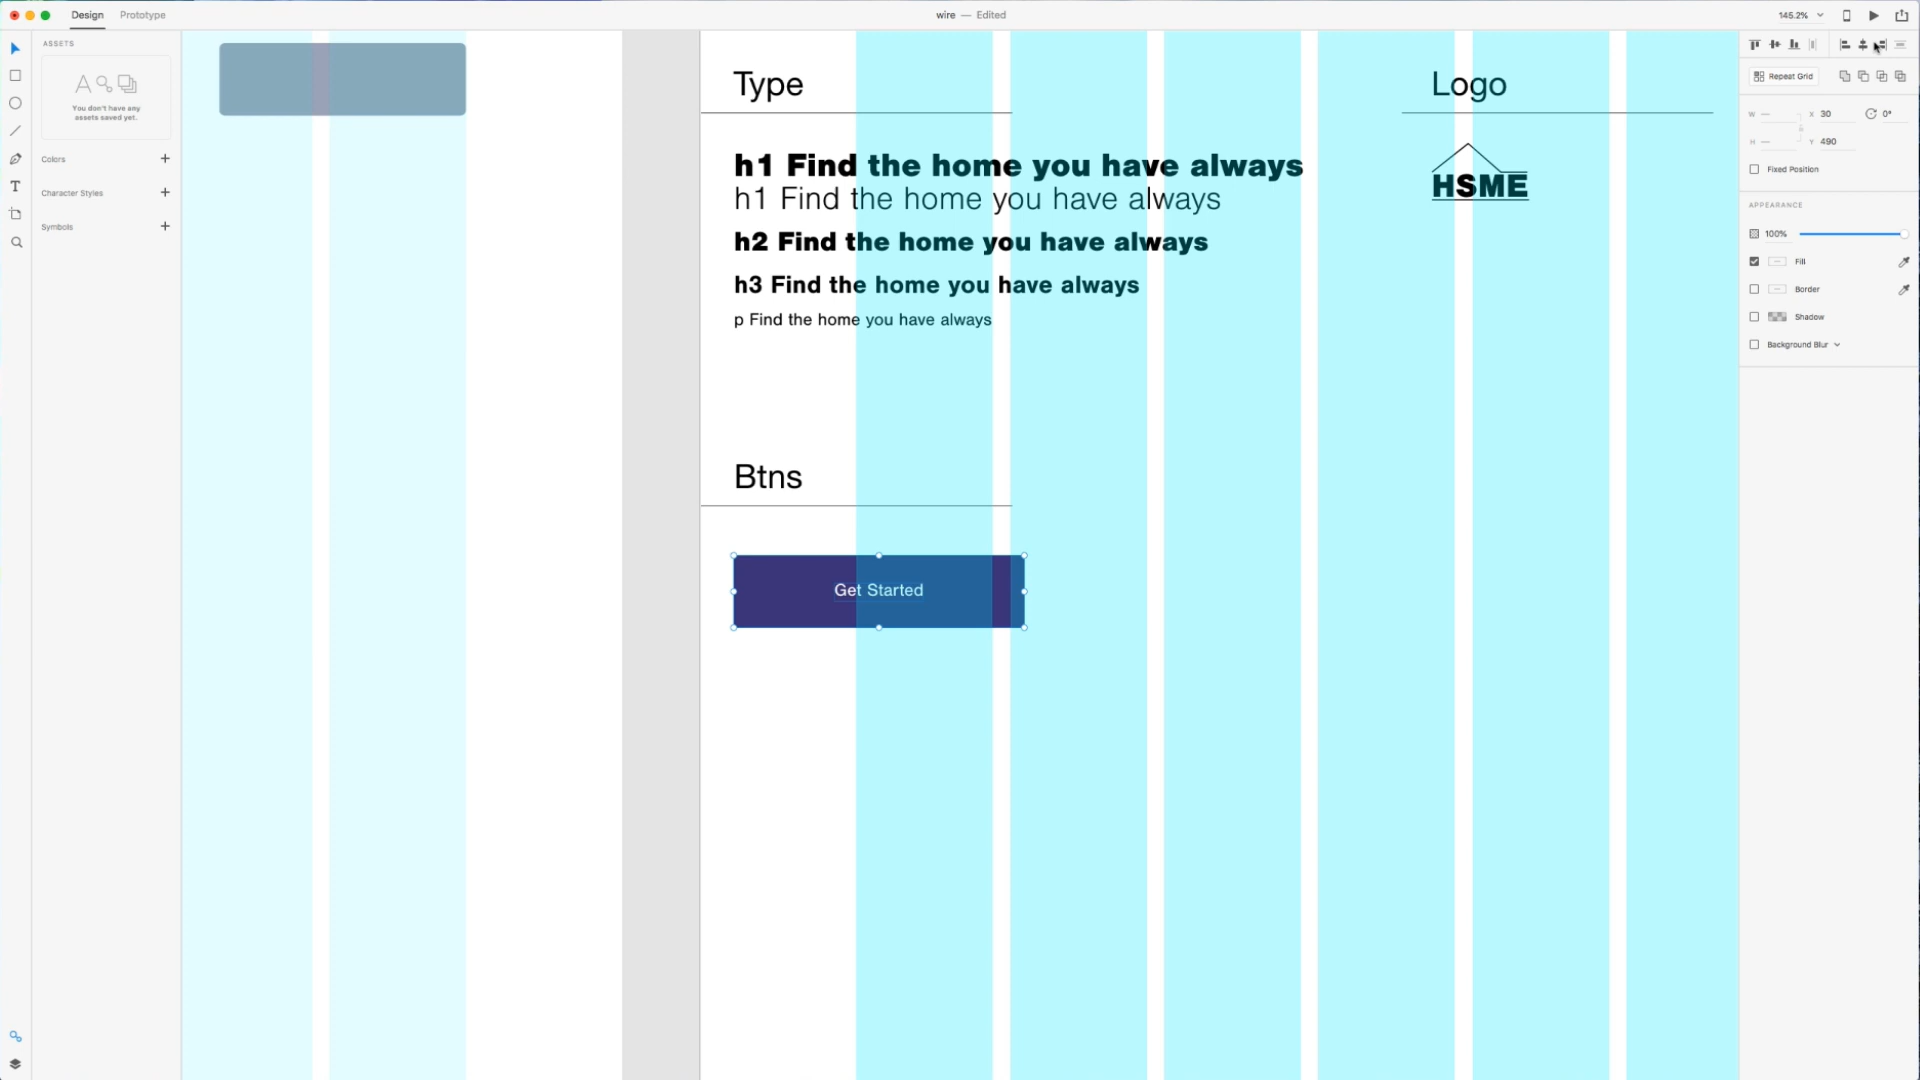 Design
Prototype
wire — Edited
145.2%
ASSETS
You don't have any
assets saved yet.
Colors
Character Styles
Symbols
Type
h1 Find the home you have always
h1 Find the home you have always
h2 Find the home you have always
h3 Find the home you have always
p Find the home you have always
Logo
HSME
Btns
Get Started
Repeat Grid
W — X 30 0°
H — Y 490
Fixed Position
APPEARANCE
100%
Fill
Border
Shadow
Background Blur